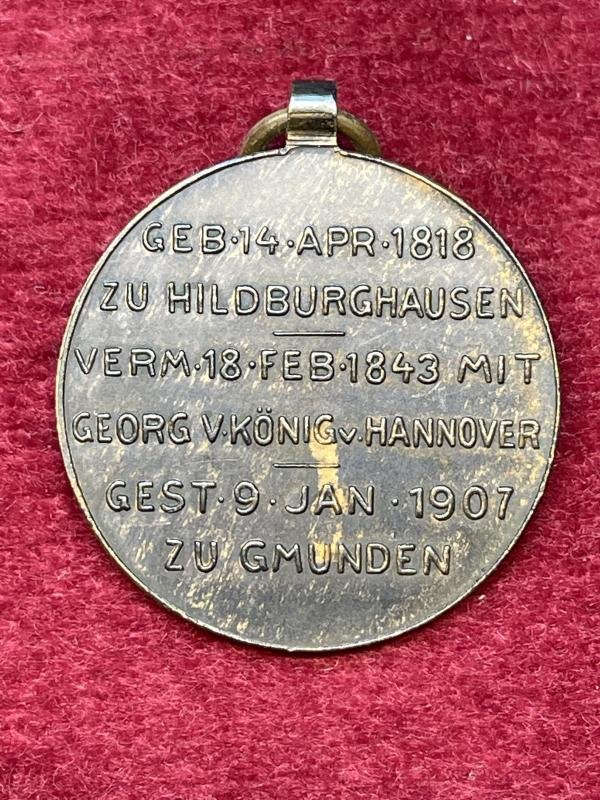 GEB·14·APR·1818
ZU HILDBURGHAUSEN
VERM·18·FEB·1843 MIT
GEORG V·KÖNIG v·HANNOVER
GEST·9·JAN·1907
ZU GMUNDEN